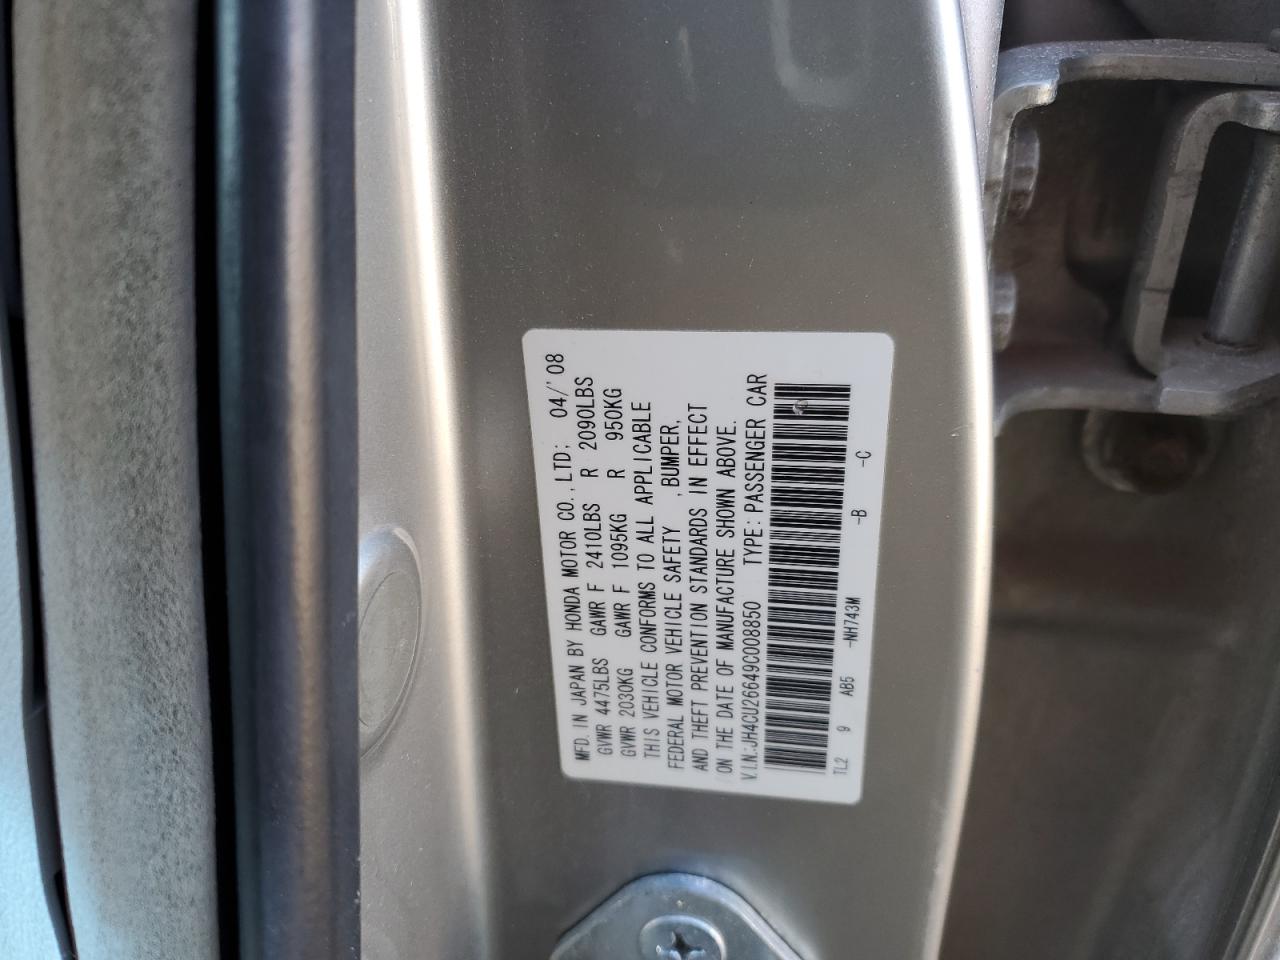 MFD. IN JAPAN BY HONDA MOTOR CO., LTD: 04/'08
GVWR 4475LBS GAWR F 2410LBS R 2090LBS
GVWR 2030KG GAWR F 1095KG R 950KG
THIS VEHICLE CONFORMS TO ALL APPLICABLE
FEDERAL MOTOR VEHICLE SAFETY , BUMPER,
AND THEFT PREVENTION STANDARDS IN EFFECT
ON THE DATE OF MANUFACTURE SHOWN ABOVE.
V.I.N.:JH4CU26649C008850 TYPE: PASSENGER CAR
TL2 9 AB5 -NH743M -B -C